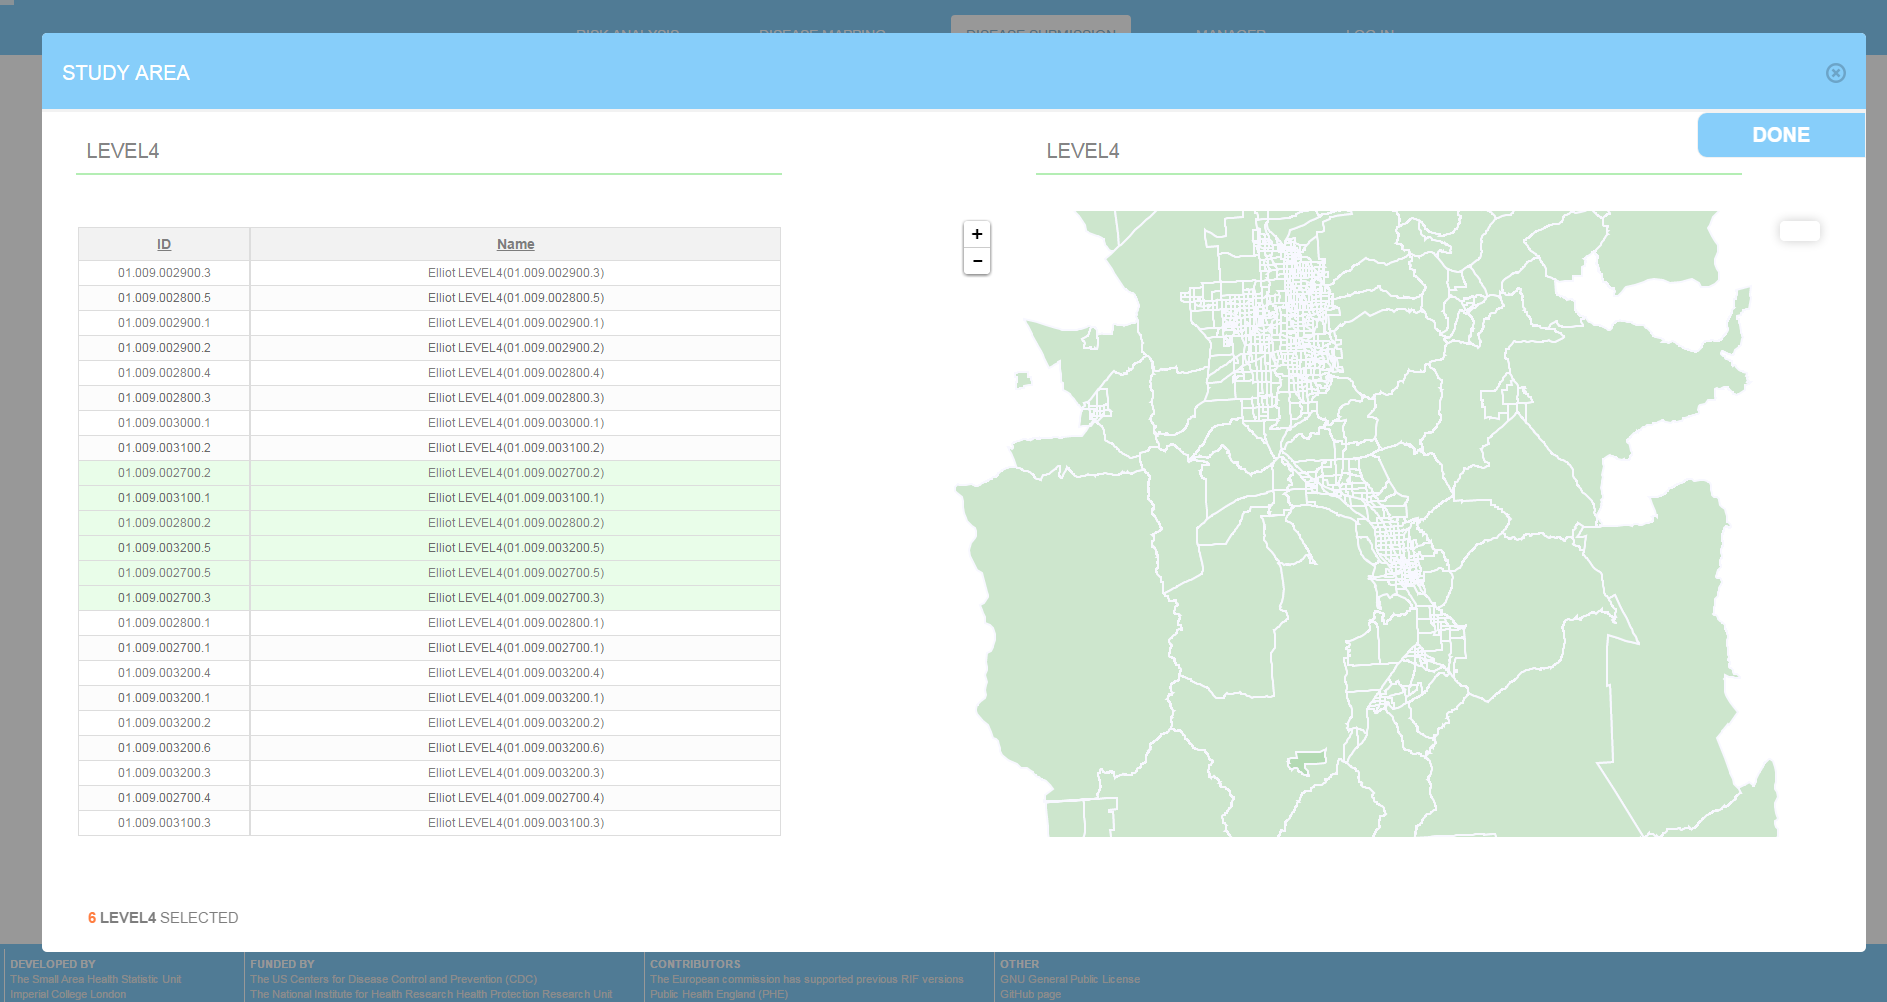 RISK ANALYSIS DISEASE MAPPING DISEASE SUBMISSION MANAGER LOG IN
STUDY AREA
DONE
LEVEL4
LEVEL4
+
−
ID Name
01.009.002900.3 Elliot LEVEL4(01.009.002900.3)
01.009.002800.5 Elliot LEVEL4(01.009.002800.5)
01.009.002900.1 Elliot LEVEL4(01.009.002900.1)
01.009.002900.2 Elliot LEVEL4(01.009.002900.2)
01.009.002800.4 Elliot LEVEL4(01.009.002800.4)
01.009.002800.3 Elliot LEVEL4(01.009.002800.3)
01.009.003000.1 Elliot LEVEL4(01.009.003000.1)
01.009.003100.2 Elliot LEVEL4(01.009.003100.2)
01.009.002700.2 Elliot LEVEL4(01.009.002700.2)
01.009.003100.1 Elliot LEVEL4(01.009.003100.1)
01.009.002800.2 Elliot LEVEL4(01.009.002800.2)
01.009.003200.5 Elliot LEVEL4(01.009.003200.5)
01.009.002700.5 Elliot LEVEL4(01.009.002700.5)
01.009.002700.3 Elliot LEVEL4(01.009.002700.3)
01.009.002800.1 Elliot LEVEL4(01.009.002800.1)
01.009.002700.1 Elliot LEVEL4(01.009.002700.1)
01.009.003200.4 Elliot LEVEL4(01.009.003200.4)
01.009.003200.1 Elliot LEVEL4(01.009.003200.1)
01.009.003200.2 Elliot LEVEL4(01.009.003200.2)
01.009.003200.6 Elliot LEVEL4(01.009.003200.6)
01.009.003200.3 Elliot LEVEL4(01.009.003200.3)
01.009.002700.4 Elliot LEVEL4(01.009.002700.4)
01.009.003100.3 Elliot LEVEL4(01.009.003100.3)
6 LEVEL4 SELECTED
DEVELOPED BY
The Small Area Health Statistic Unit
Imperial College London
FUNDED BY
The US Centers for Disease Control and Prevention (CDC)
The National Institute for Health Research Health Protection Research Unit
CONTRIBUTORS
The European commission has supported previous RIF versions
Public Health England (PHE)
OTHER
GNU General Public License
GitHub page